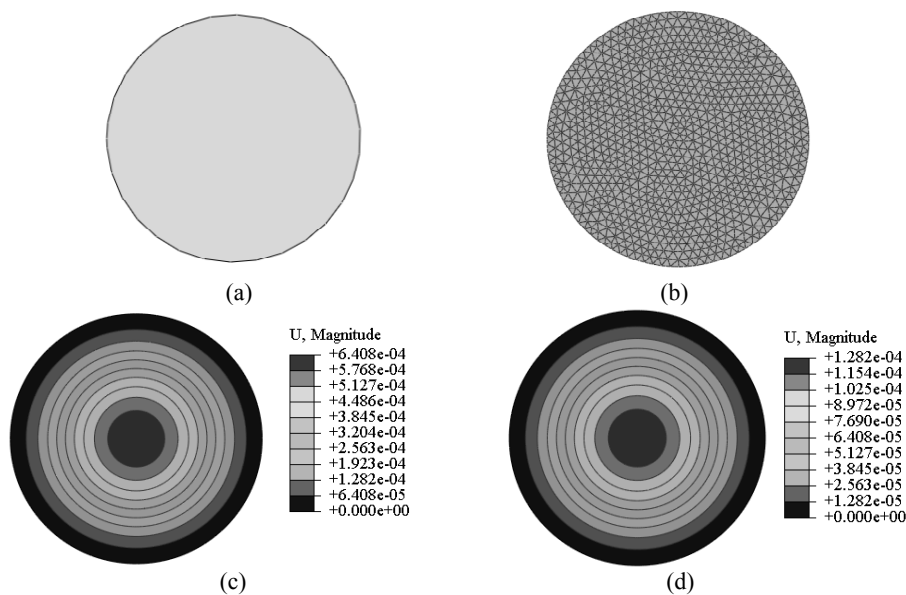 (a)
(b)
U, Magnitude
+6.408e-04
+5.768e-04
+5.127e-04
+4.486e-04
+3.845e-04
+3.204e-04
+2.563e-04
+1.923e-04
+1.282e-04
+6.408e-05
+0.000e+00
U, Magnitude
+1.282e-04
+1.154e-04
+1.025e-04
+8.972e-05
+7.690e-05
+6.408e-05
+5.127e-05
+3.845e-05
+2.563e-05
+1.282e-05
+0.000e+00
(c)
(d)